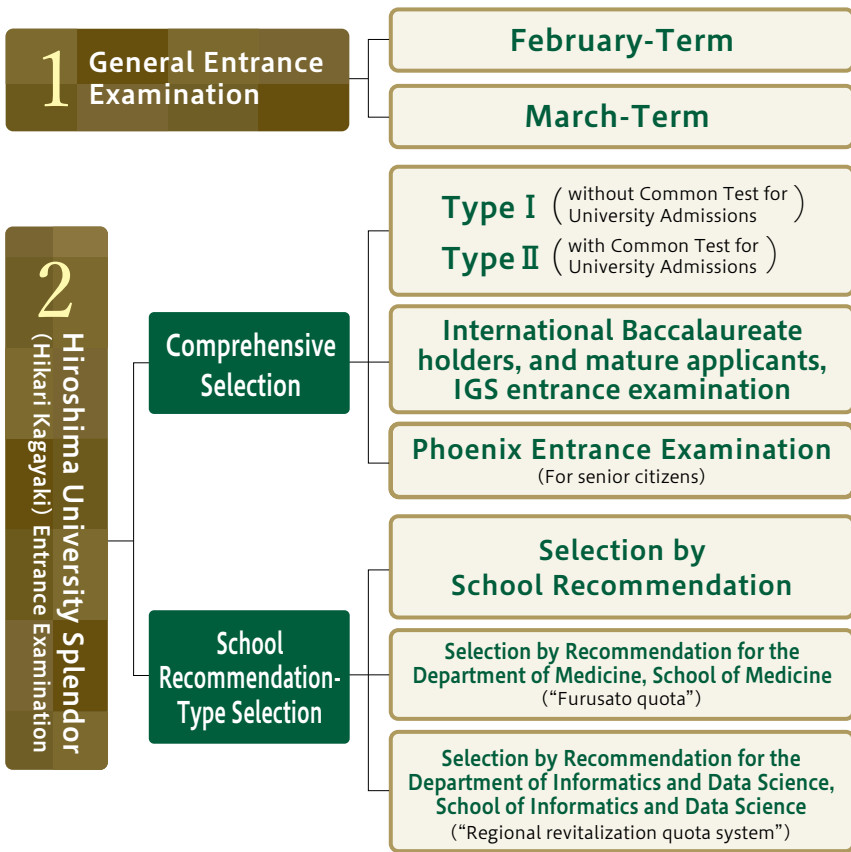 1
General Entrance
Examination
February-Term
March-Term
2
Hiroshima University Splendor
(Hikari Kagayaki) Entrance Examination
Comprehensive
Selection
Type Ⅰ (without Common Test for
University Admissions)
Type Ⅱ (with Common Test for
University Admissions)
International Baccalaureate
holders, and mature applicants,
IGS entrance examination
Phoenix Entrance Examination
(For senior citizens)
School
Recommendation-
Type Selection
Selection by
School Recommendation
Selection by Recommendation for the
Department of Medicine, School of Medicine
(“Furusato quota”)
Selection by Recommendation for the
Department of Informatics and Data Science,
School of Informatics and Data Science
(“Regional revitalization quota system”)